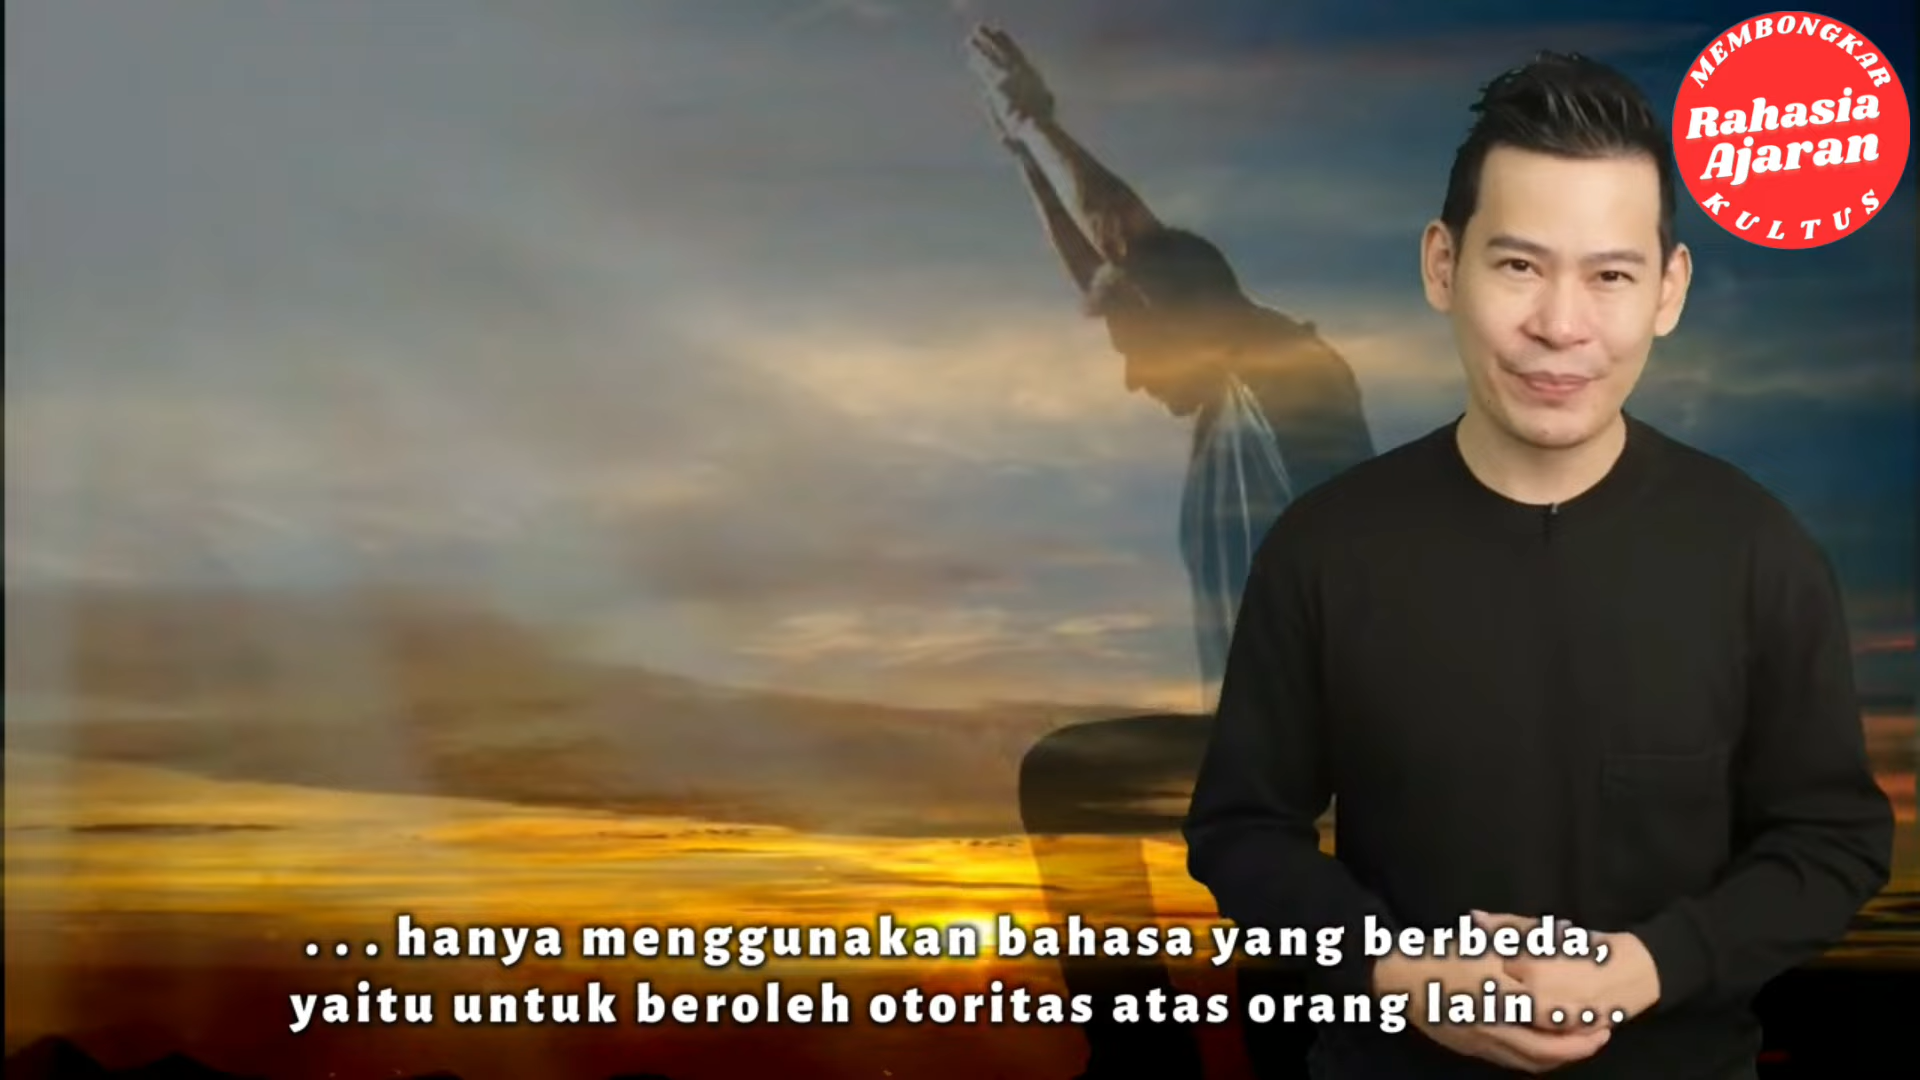 MEMBONGKAR
Rahasia
Ajaran
KULTUS
. . . hanya menggunakan bahasa yang berbeda,
yaitu untuk beroleh otoritas atas orang lain . . .